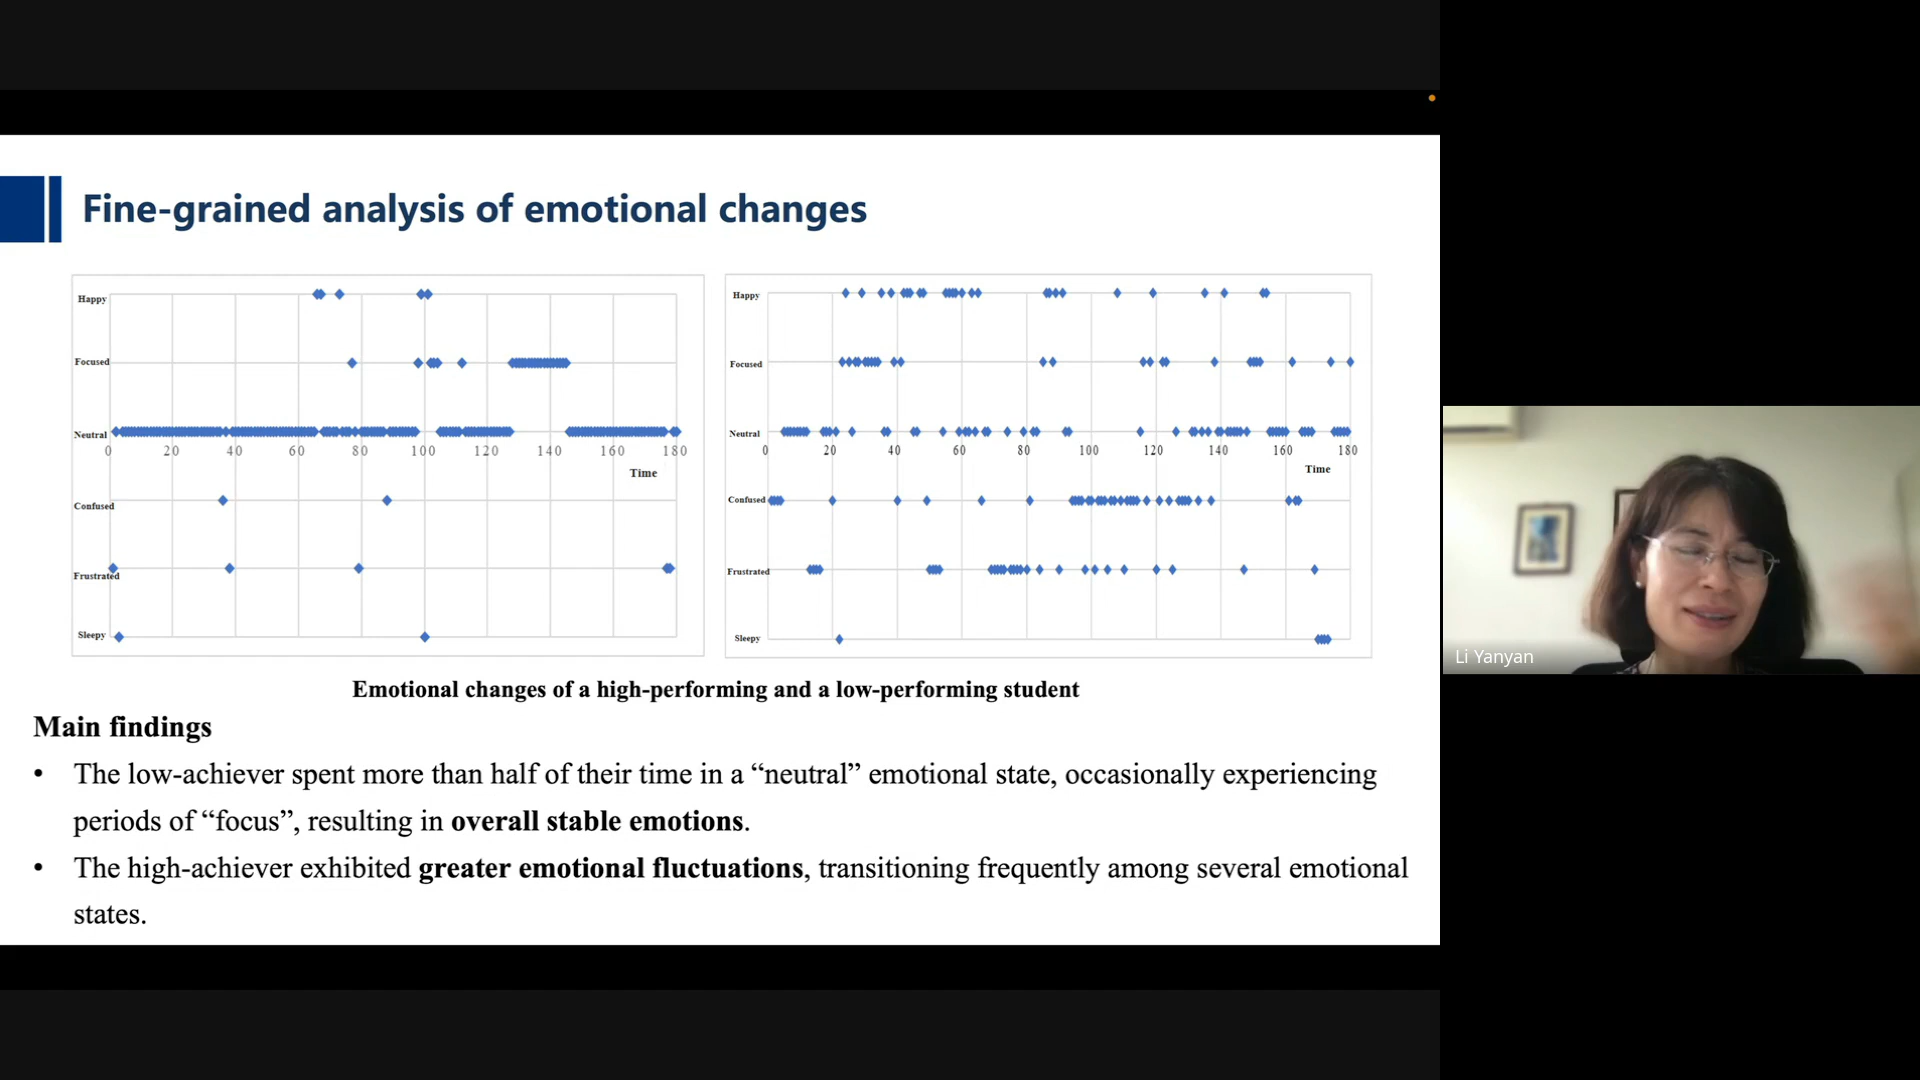 Fine-grained analysis of emotional changes
Happy
Focused
Neutral
0 20 40 60 80 100 120 140 160 180
Time
Confused
Frustrated
Sleepy
Happy
Focused
Neutral
0 20 40 60 80 100 120 140 160 180
Time
Confused
Frustrated
Sleepy
Emotional changes of a high-performing and a low-performing student
Main findings
• The low-achiever spent more than half of their time in a “neutral” emotional state, occasionally experiencing
periods of “focus”, resulting in overall stable emotions.
• The high-achiever exhibited greater emotional fluctuations, transitioning frequently among several emotional
states.
Li Yanyan